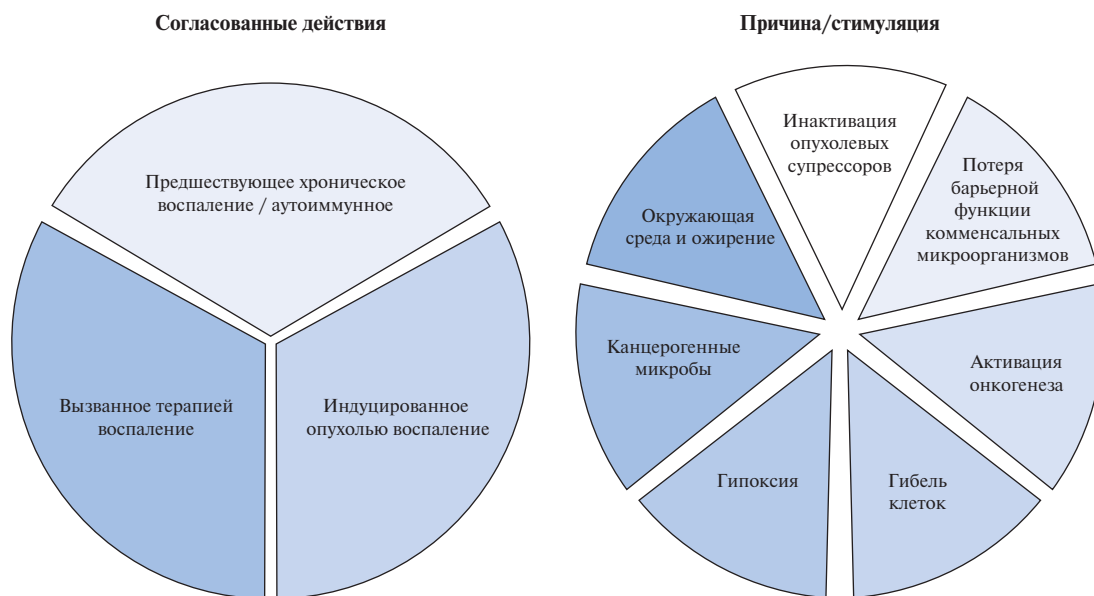 Согласованные действия
Предшествующее хроническое
воспаление / аутоиммунное
Вызванное терапией
воспаление
Индуцированное
опухолью воспаление
Причина/стимуляция
Инактивация
опухолевых
супрессоров
Потеря
барьерной
функции
комменсальных
микроорганизмов
Окружающая
среда и ожирение
Канцерогенные
микробы
Активация
онкогенеза
Гипоксия
Гибель
клеток